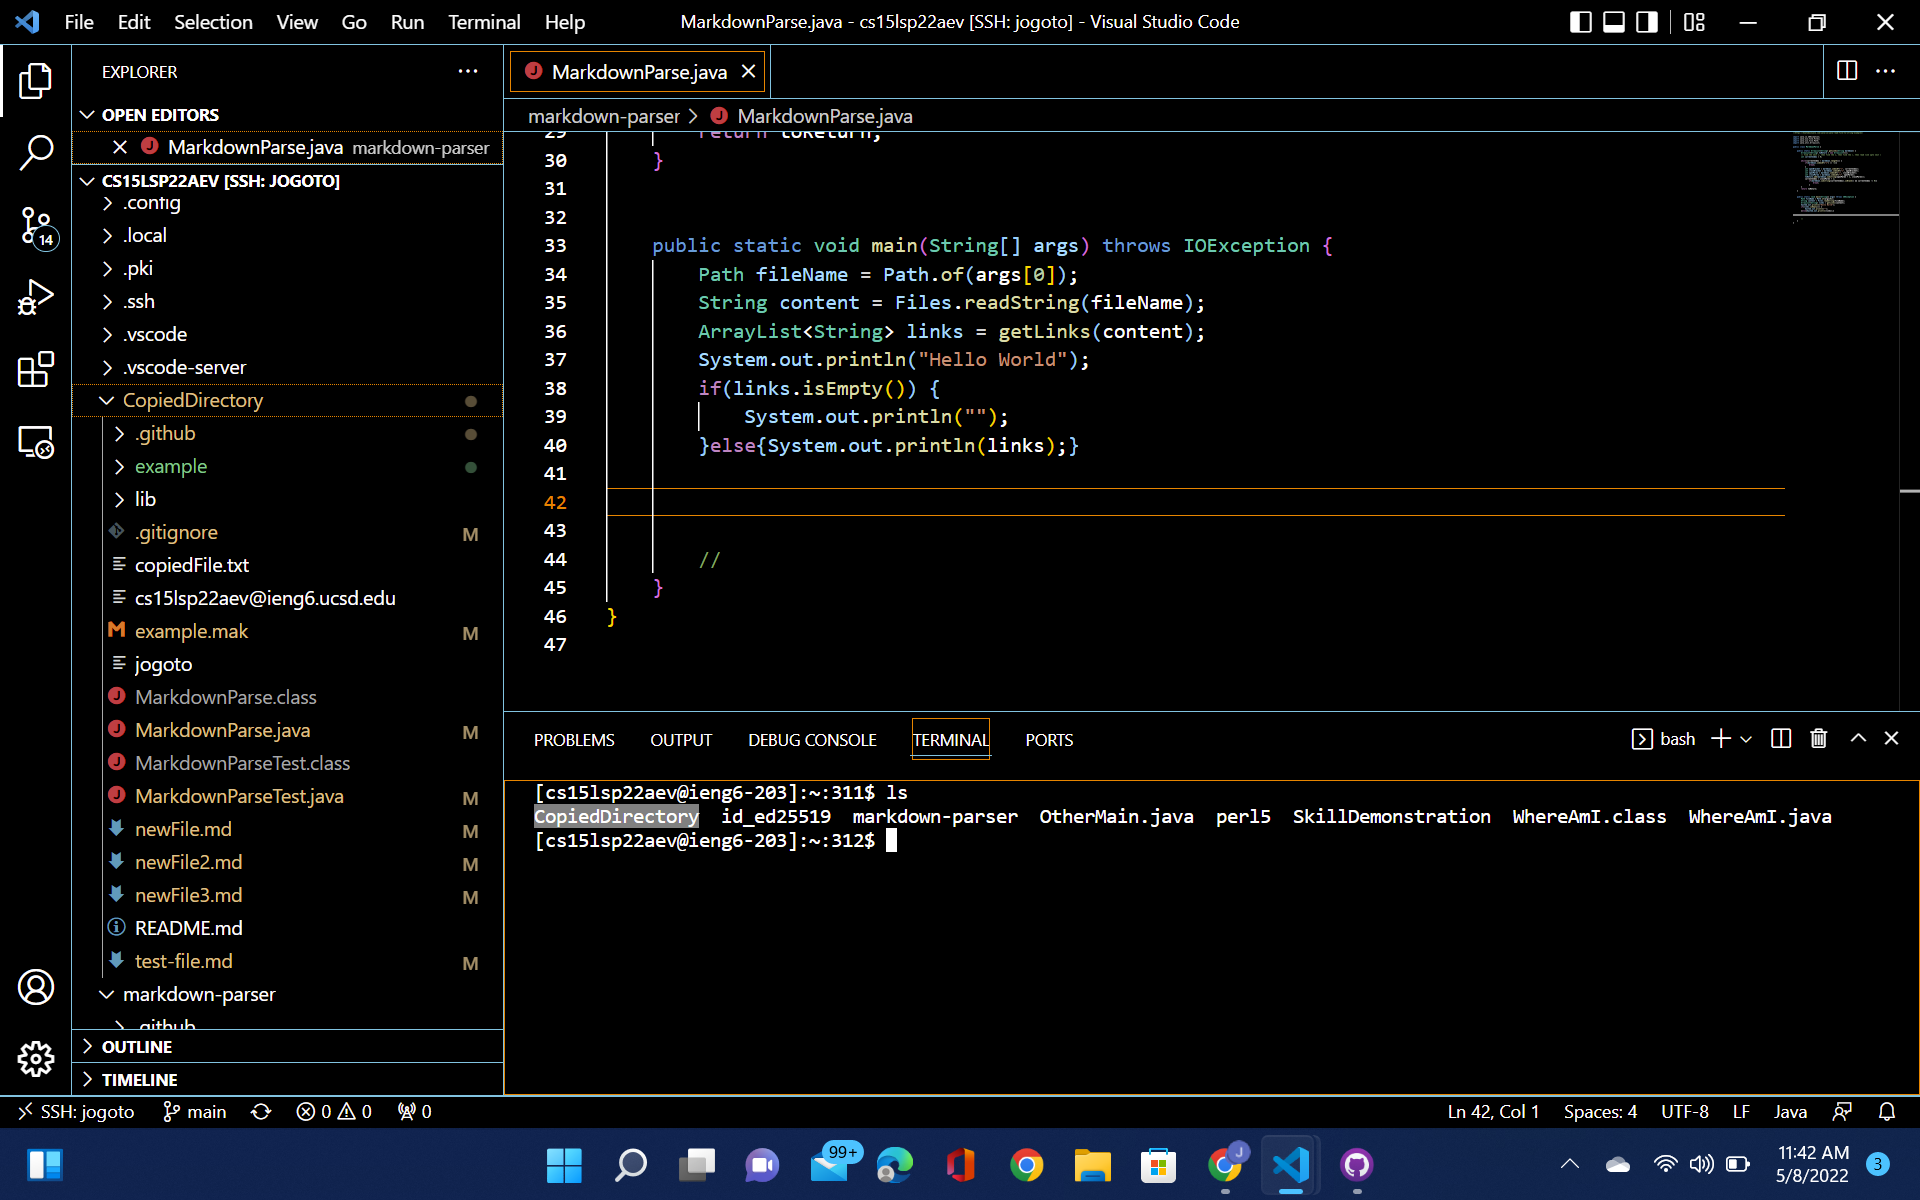 File Edit Selection View Go Run Terminal Help
MarkdownParse.java - cs15lsp22aev [SSH: jogoto] - Visual Studio Code
EXPLORER
OPEN EDITORS
MarkdownParse.java markdown-parser
CS15LSP22AEV [SSH: JOGOTO]
.config
.local
.pki
.ssh
.vscode
.vscode-server
CopiedDirectory
.github
example
lib
.gitignore M
copiedFile.txt
cs15lsp22aev@ieng6.ucsd.edu
example.mak M
jogoto
MarkdownParse.class
MarkdownParse.java M
MarkdownParseTest.class
MarkdownParseTest.java M
newFile.md M
newFile2.md M
newFile3.md M
README.md
test-file.md M
markdown-parser
.github
OUTLINE
TIMELINE
14
MarkdownParse.java
markdown-parser > MarkdownParse.java
29 return toReturn;
30 }
31
32
33 public static void main(String[] args) throws IOException {
34 Path fileName = Path.of(args[0]);
35 String content = Files.readString(fileName);
36 ArrayList<String> links = getLinks(content);
37 System.out.println("Hello World");
38 if(links.isEmpty()) {
39 System.out.println("");
40 }else{System.out.println(links);}
41
42
43
44 //
45 }
46 }
47
PROBLEMS OUTPUT DEBUG CONSOLE TERMINAL PORTS
bash
[cs15lsp22aev@ieng6-203]:~:311$ ls
CopiedDirectory id_ed25519 markdown-parser OtherMain.java perl5 SkillDemonstration WhereAmI.class WhereAmI.java
[cs15lsp22aev@ieng6-203]:~:312$
SSH: jogoto main 0 0 0
Ln 42, Col 1 Spaces: 4 UTF-8 LF Java
99+
J
11:42 AM
5/8/2022
3